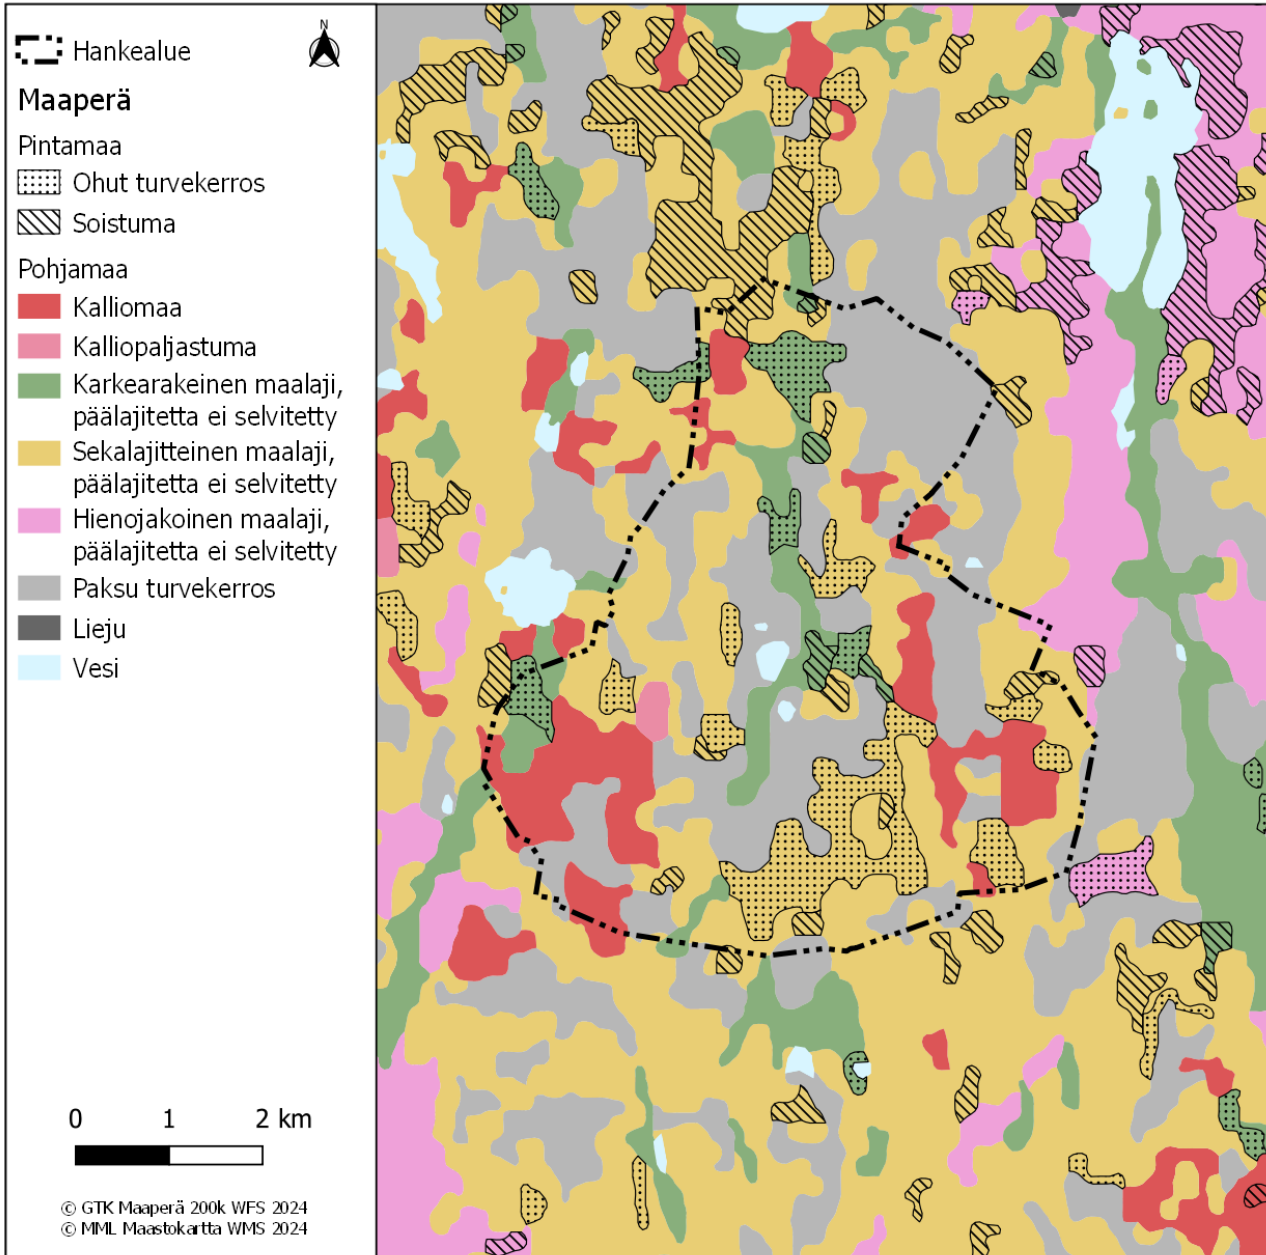 N
Hankealue
Maaperä
Pintamaa
Ohut turvekerros
Soistuma
Pohjamaa
Kalliomaa
Kalliopaljastuma
Karkearakeinen maalaji,
päälajitetta ei selvitetty
Sekalajitteinen maalaji,
päälajitetta ei selvitetty
Hienojakoinen maalaji,
päälajitetta ei selvitetty
Paksu turvekerros
Lieju
Vesi
0 1 2 km
© GTK Maaperä 200k WFS 2024
© MML Maastokartta WMS 2024